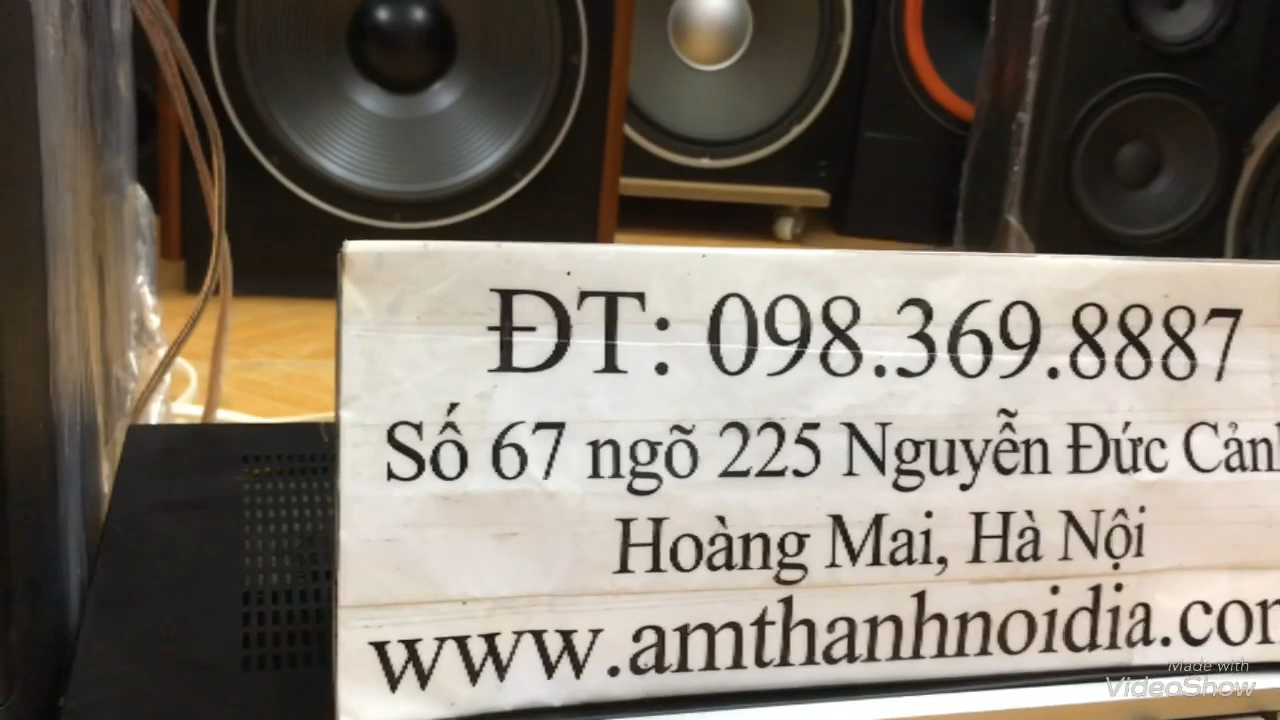 ĐT: 098.369.8887
Số 67 ngõ 225 Nguyễn Đức Cản
Hoàng Mai, Hà Nội
www.amthanhnoidia.com
Made with
VideoShow